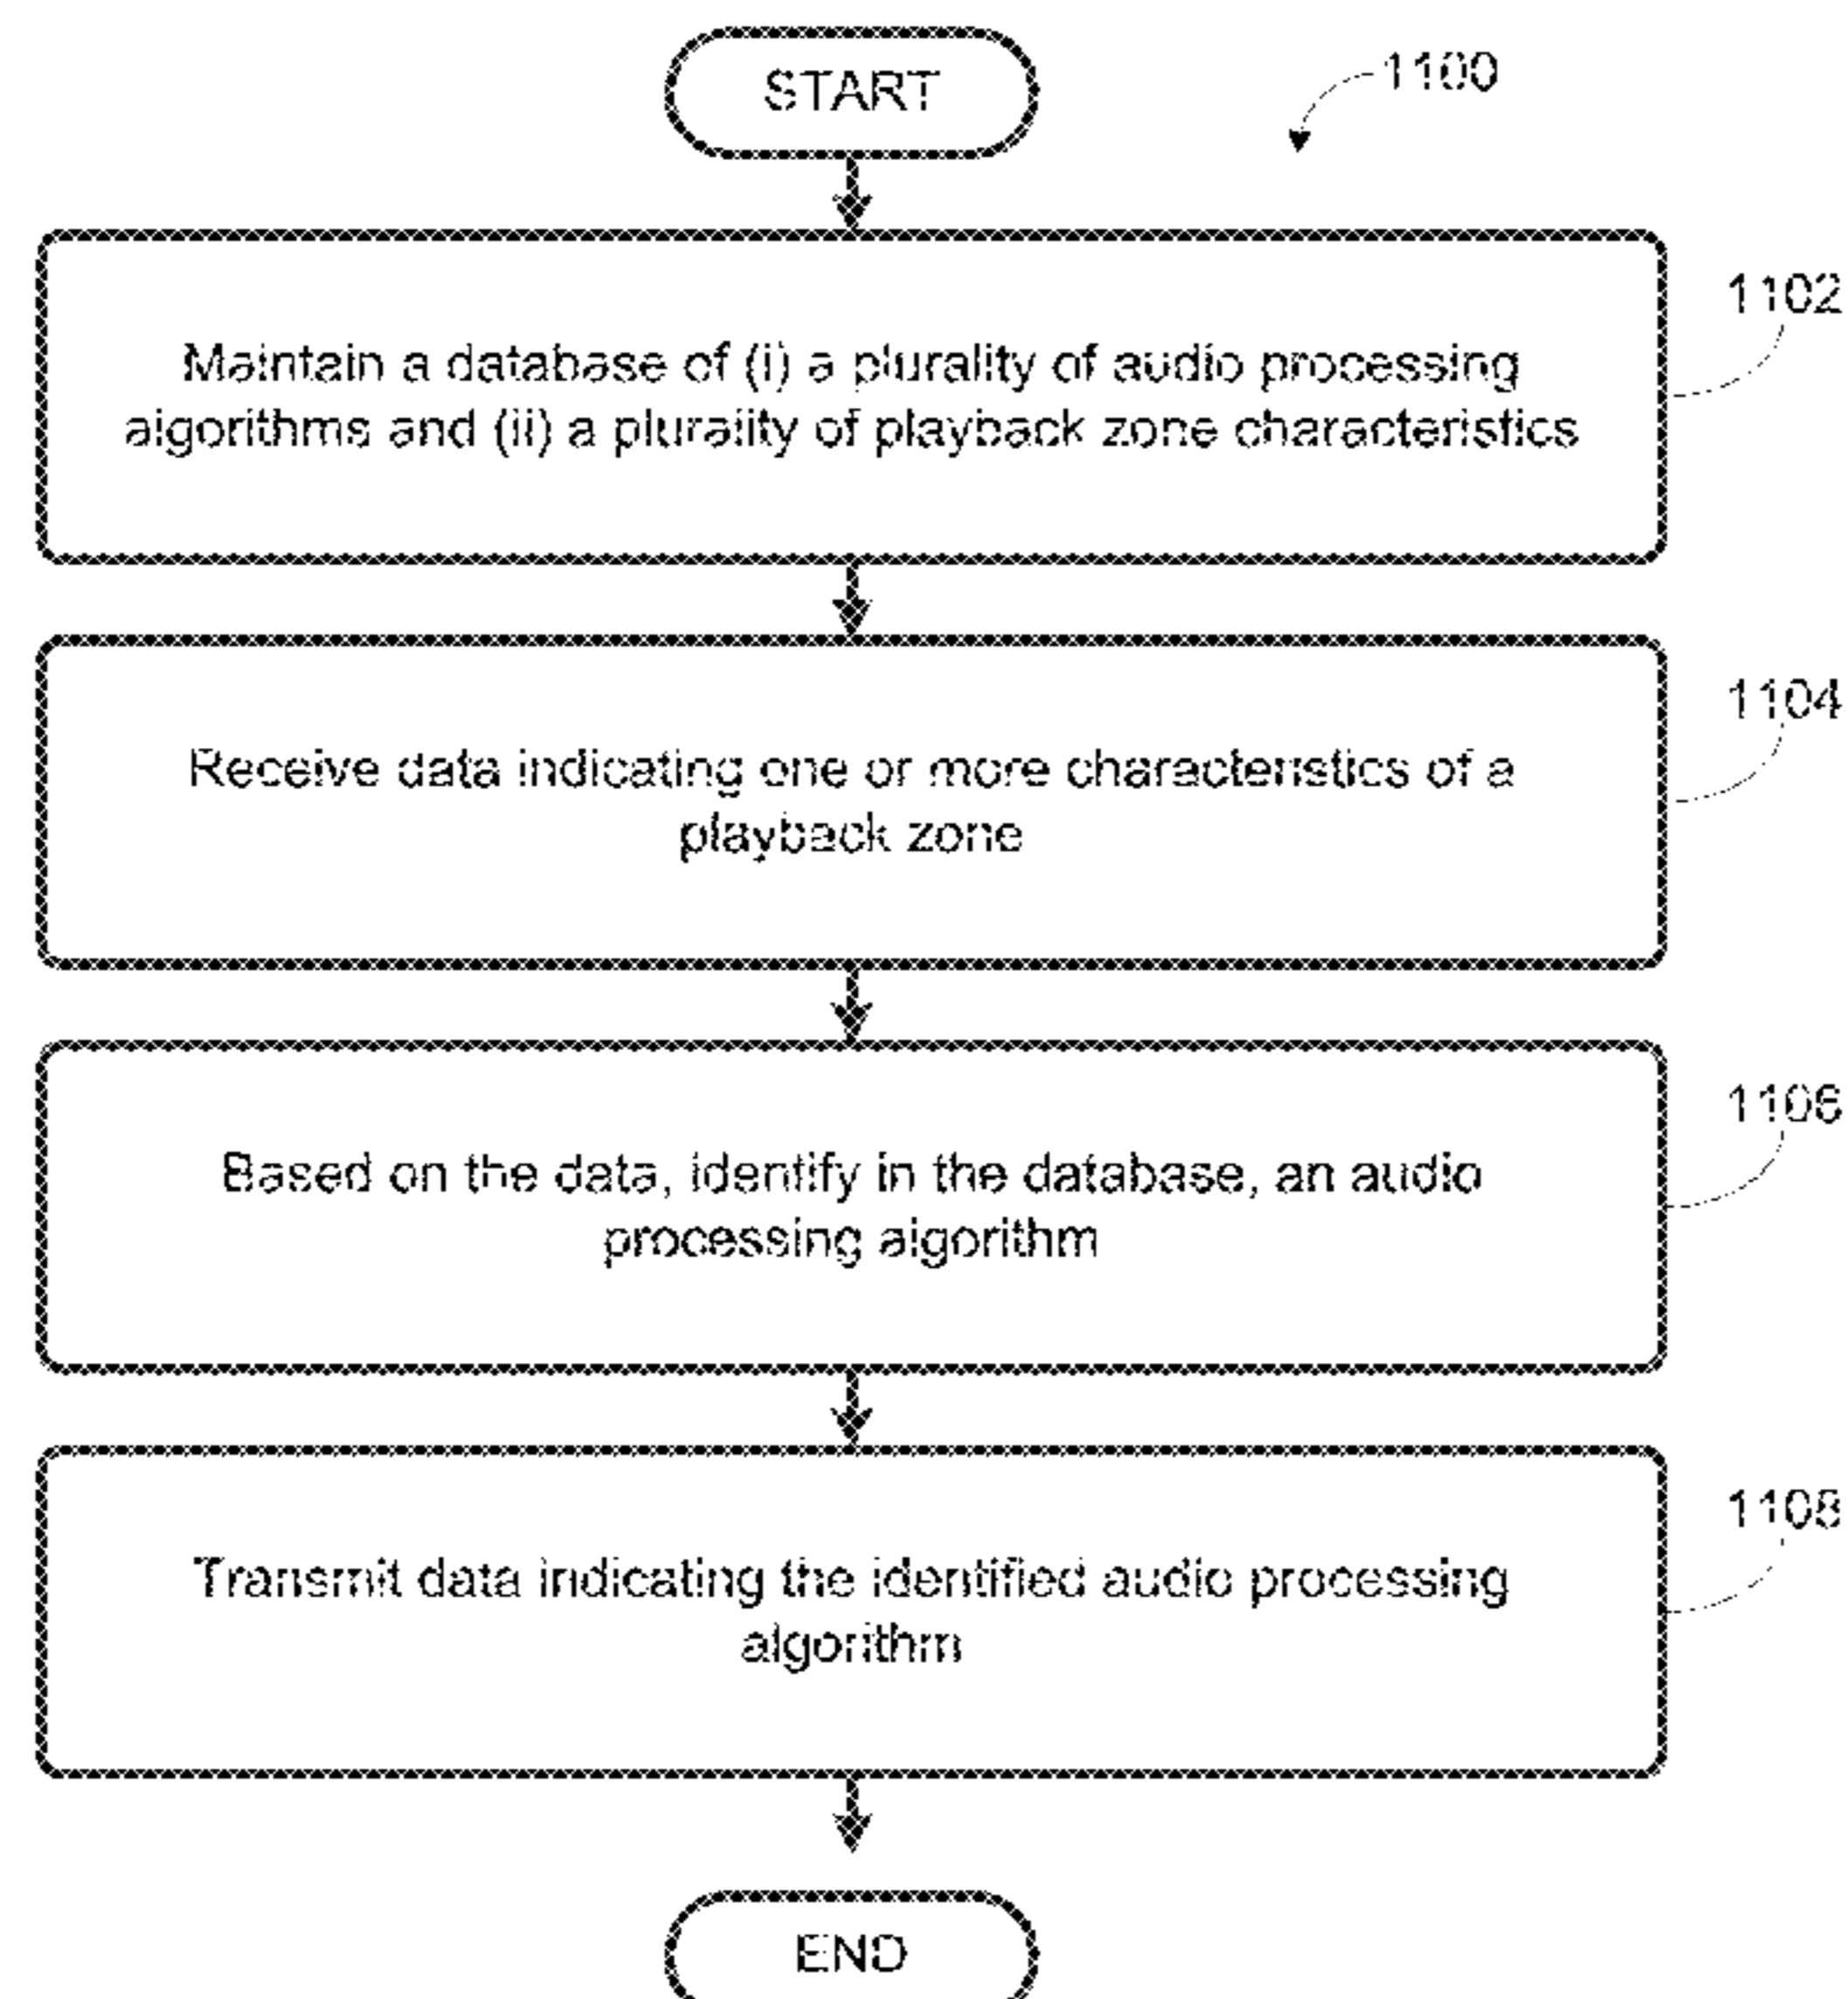 START
1100
1102
Maintain a database of (i) a plurality of audio processing
algorithms and (ii) a plurality of playback zone characteristics
1104
Receive data indicating one or more characteristics of a
playback zone
1106
Based on the data, identify in the database, an audio
processing algorithm
1108
Transmit data indicating the identified audio processing
algorithm
END